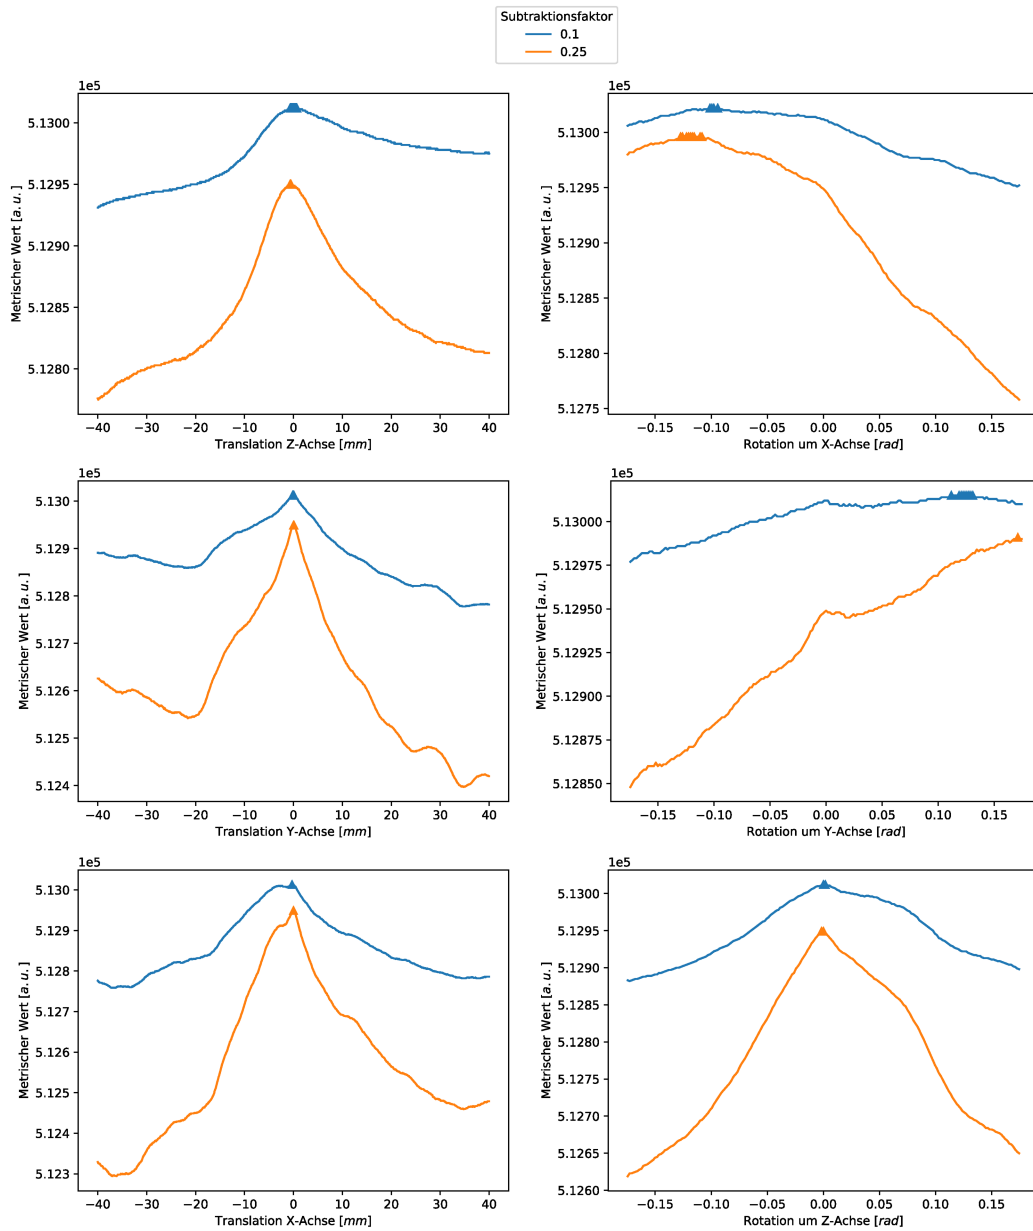 Subtraktionsfaktor
0.1
0.25
1e5
5.1300
5.1295
5.1290
5.1285
5.1280
Metrischer Wert [a.u.]
−40 −30 −20 −10 0 10 20 30 40
Translation Z-Achse [mm]
1e5
5.1300
5.1295
5.1290
5.1285
5.1280
5.1275
Metrischer Wert [a.u.]
−0.15 −0.10 −0.05 0.00 0.05 0.10 0.15
Rotation um X-Achse [rad]
1e5
5.130
5.129
5.128
5.127
5.126
5.125
5.124
Metrischer Wert [a.u.]
−40 −30 −20 −10 0 10 20 30 40
Translation Y-Achse [mm]
1e5
5.13000
5.12975
5.12950
5.12925
5.12900
5.12875
5.12850
Metrischer Wert [a.u.]
−0.15 −0.10 −0.05 0.00 0.05 0.10 0.15
Rotation um Y-Achse [rad]
1e5
5.130
5.129
5.128
5.127
5.126
5.125
5.124
5.123
Metrischer Wert [a.u.]
−40 −30 −20 −10 0 10 20 30 40
Translation X-Achse [mm]
1e5
5.1300
5.1295
5.1290
5.1285
5.1280
5.1275
5.1270
5.1265
5.1260
Metrischer Wert [a.u.]
−0.15 −0.10 −0.05 0.00 0.05 0.10 0.15
Rotation um Z-Achse [rad]